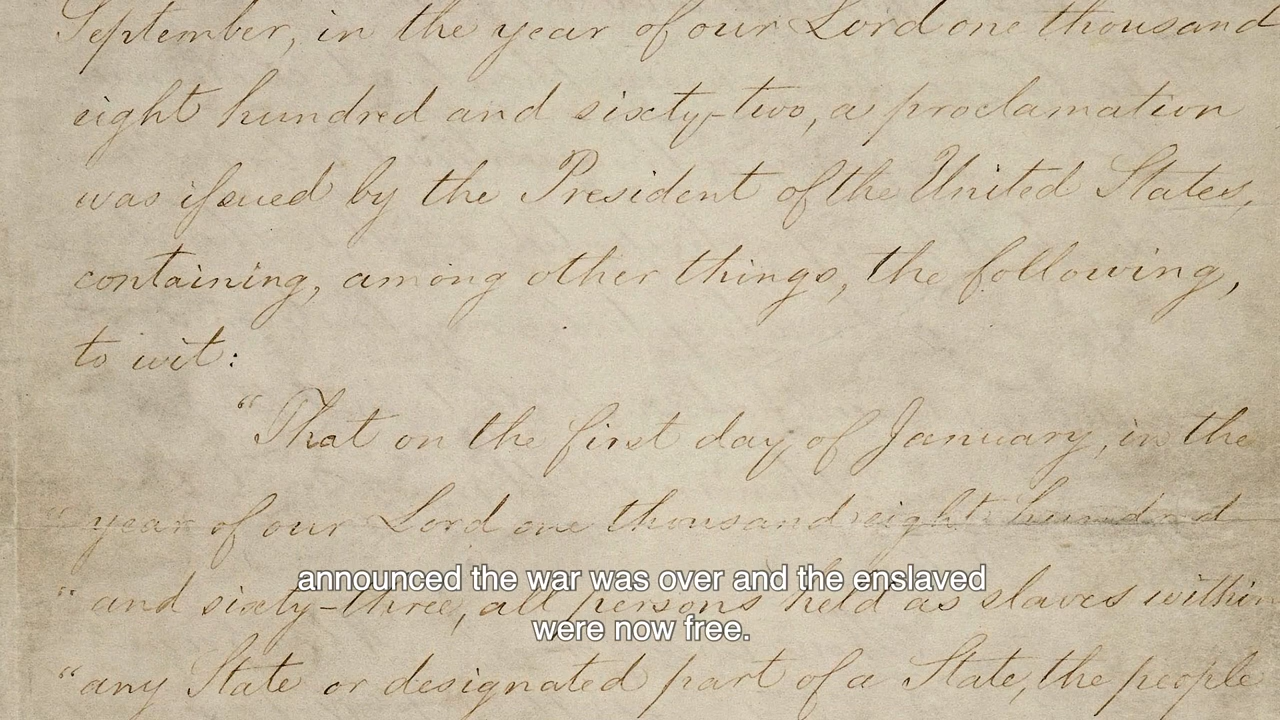 September, in the year of our Lord one thousand
eight hundred and sixty-two, a proclamation
was issued by the President of the United States,
containing, among other things, the following,
to wit:
"That on the first day of January, in the
"year of our Lord one thousand eight hundred
"and sixty-three, all persons held as slaves within
"any State or designated part of a State, the people
announced the war was over and the enslaved
were now free.